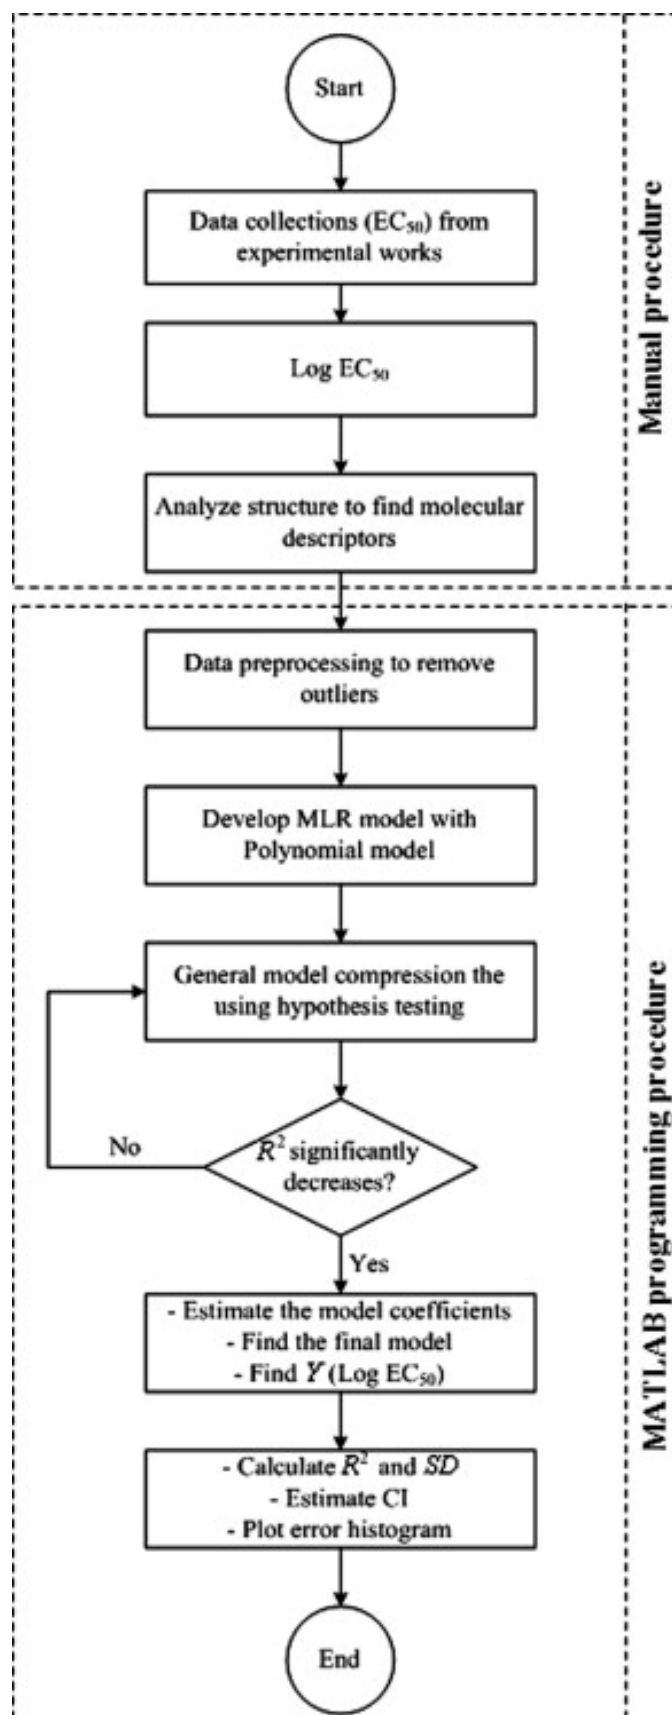 Start
Manual procedure
Data collections (EC₅₀) from
experimental works
Log EC₅₀
Analyze structure to find molecular
descriptors
MATLAB programming procedure
Data preprocessing to remove
outliers
Develop MLR model with
Polynomial model
General model compression the
using hypothesis testing
R² significantly
decreases?
No
Yes
- Estimate the model coefficients
- Find the final model
- Find Y (Log EC₅₀)
- Calculate R² and SD
- Estimate CI
- Plot error histogram
End